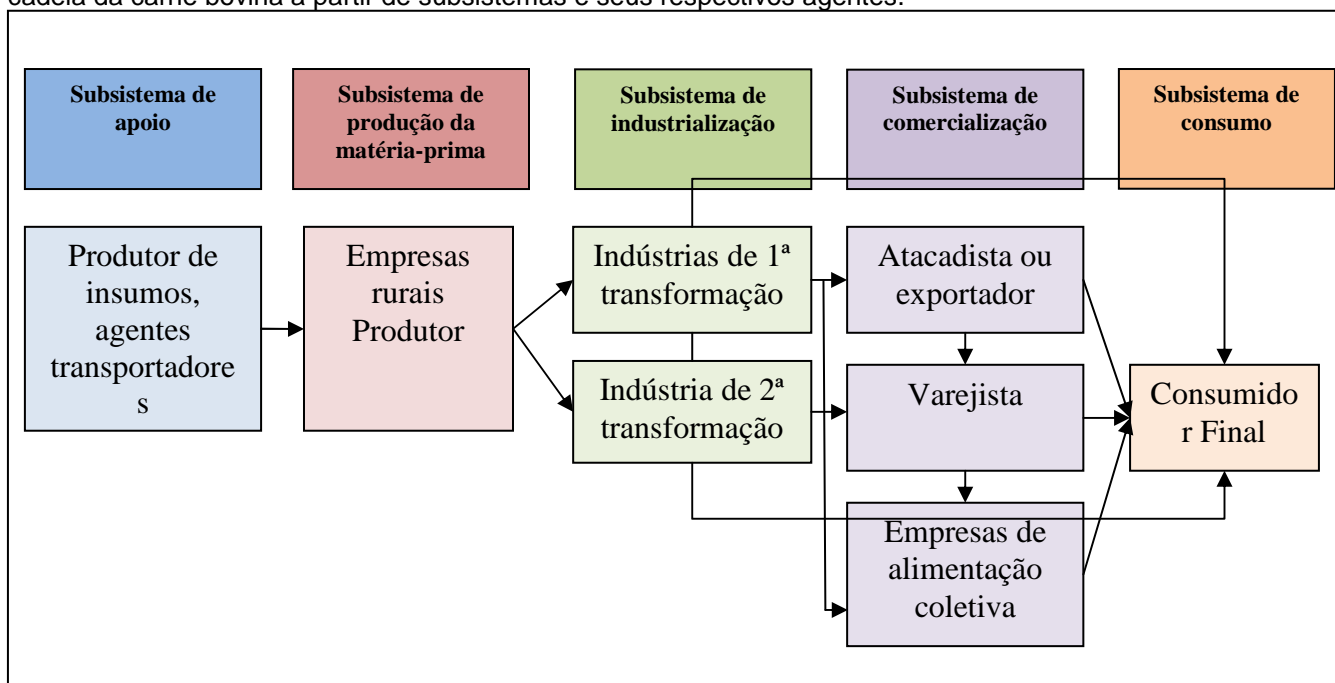 cadeia da carne bovina a partir de subsistemas e seus respectivos agentes.
Subsistema de
apoio
Subsistema de
produção da
matéria-prima
Subsistema de
industrialização
Subsistema de
comercialização
Subsistema de
consumo
Produtor de
insumos,
agentes
transportadore
s
Empresas
rurais
Produtor
Indústrias de 1ª
transformação
Indústria de 2ª
transformação
Atacadista ou
exportador
Varejista
Empresas de
alimentação
coletiva
Consumido
r Final